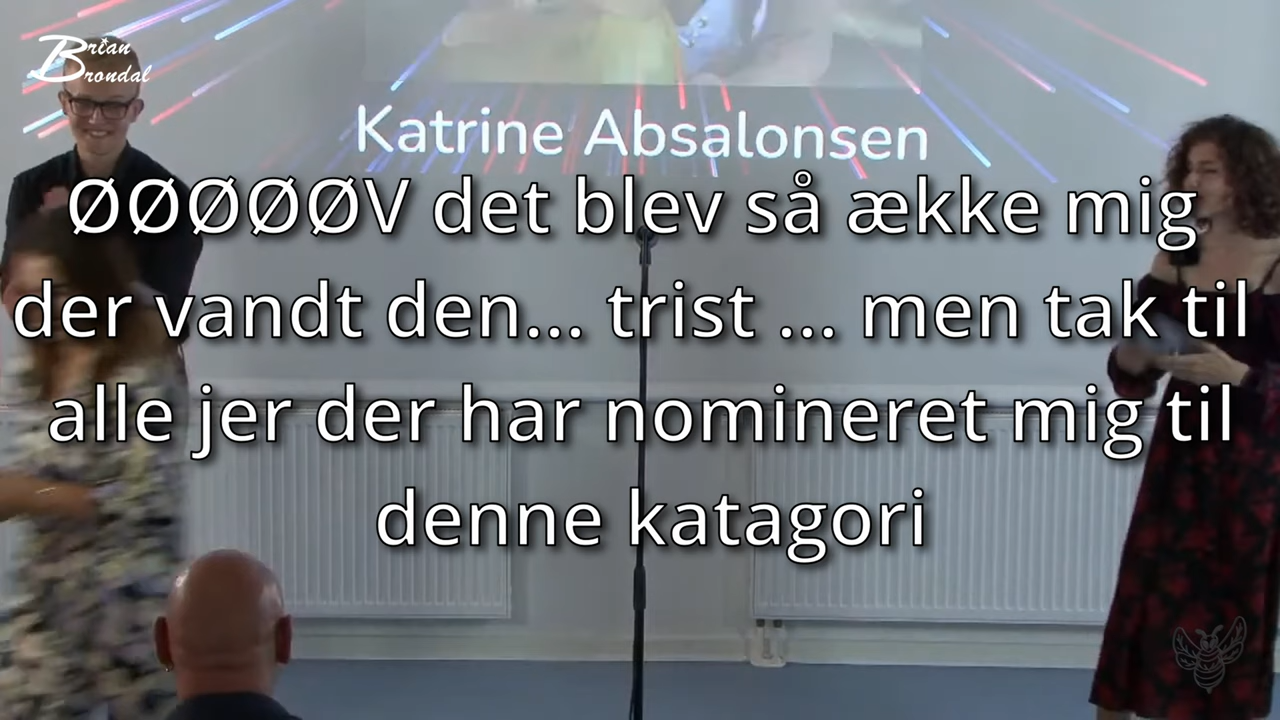 Brian
Brondal
Katrine Absalonsen
ØØØØØV det blev så ække mig
der vandt den... trist ... men tak til
alle jer der har nomineret mig til
denne katagori